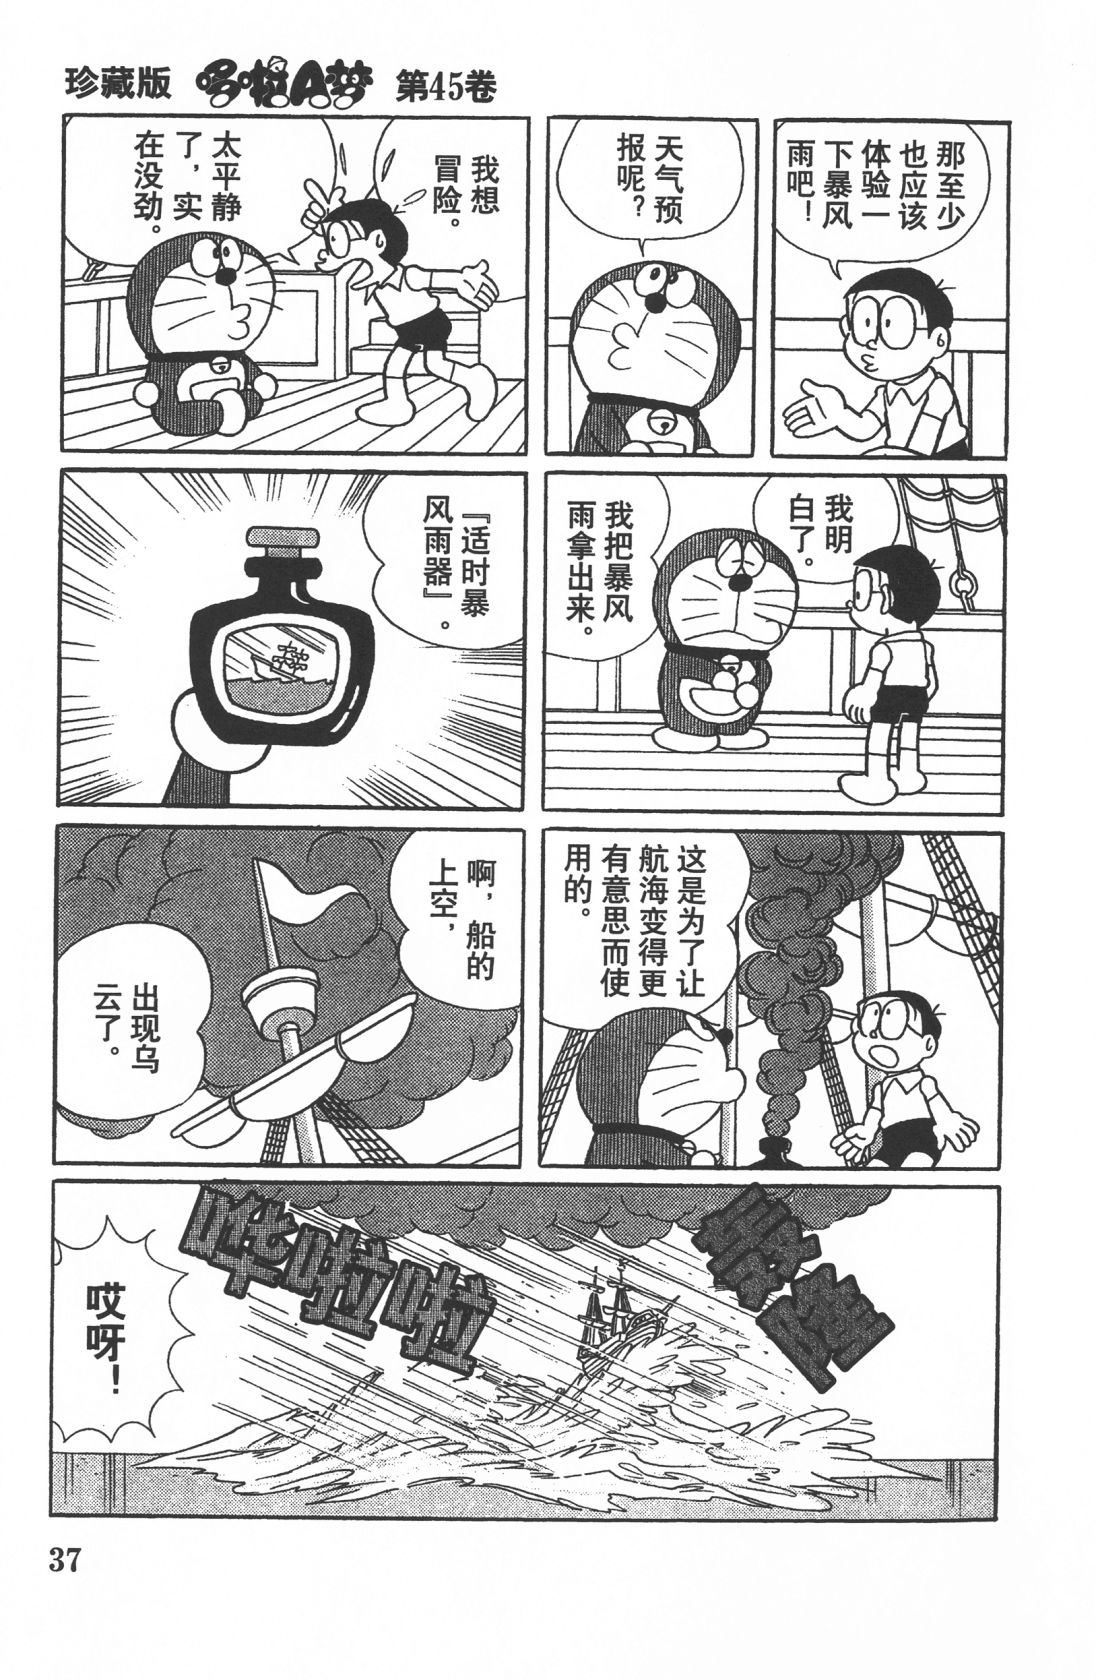 珍藏版 哆啦A梦 第45卷
那至少
也应该
体验一
下暴风
雨吧！
天气预
报呢？
我想
冒险。
太平静
了，实
在没劲。
我明
白了。
我把暴风
雨拿出来。
『适时暴
风雨器』。
这是为了让
航海变得更
有意思而使
用的。
啊，船的
上空，
出现乌
云了。
轰隆
哗啦啦
哎呀！
37